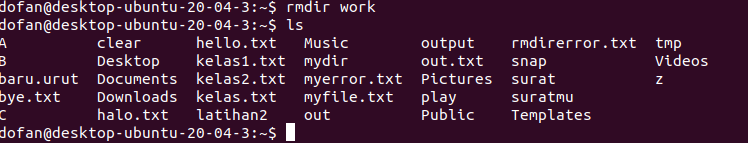 dofan@desktop-ubuntu-20-04-3:~$ rmdir work
dofan@desktop-ubuntu-20-04-3:~$ ls
A clear hello.txt Music output rmdirerror.txt tmp
B Desktop kelas1.txt mydir out.txt snap Videos
baru.urut Documents kelas2.txt myerror.txt Pictures surat z
bye.txt Downloads kelas.txt myfile.txt play suratmu
C halo.txt latihan2 out Public Templates
dofan@desktop-ubuntu-20-04-3:~$